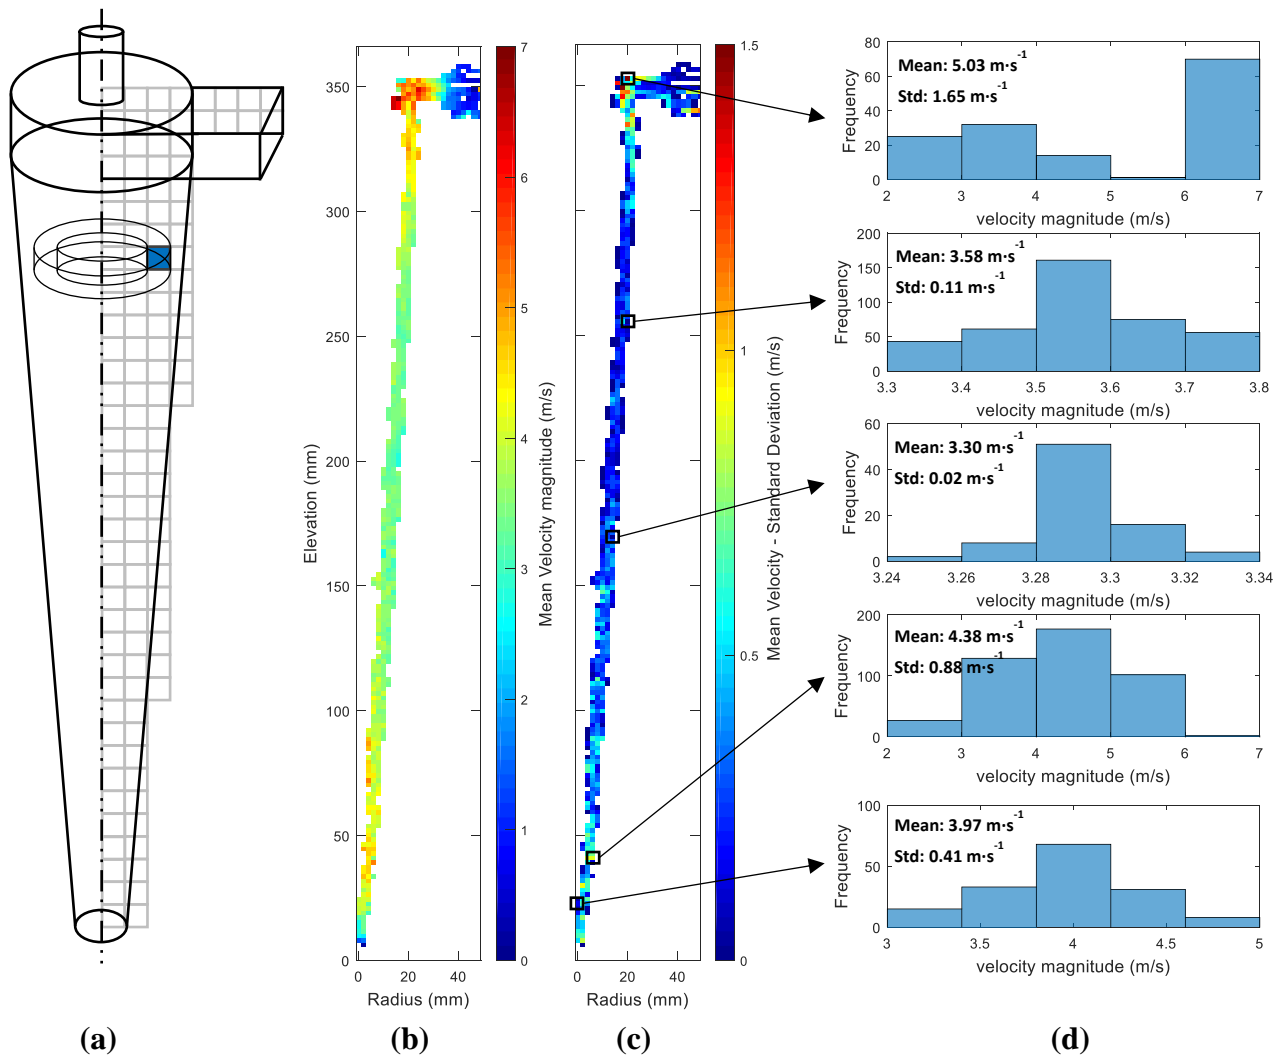 350
300
250
200
150
100
50
0
Elevation (mm)
0 20 40
Radius (mm)
7
6
5
4
3
2
1
0
Mean Velocity magnitude (m/s)
0 20 40
Radius (mm)
1.5
1
0.5
0
Mean Velocity - Standard Deviation (m/s)
80
60
40
20
0
Frequency
Mean: 5.03 m·s-1
Std: 1.65 m·s-1
2 3 4 5 6 7
velocity magnitude (m/s)
200
150
100
50
0
Frequency
Mean: 3.58 m·s-1
Std: 0.11 m·s-1
3.3 3.4 3.5 3.6 3.7 3.8
velocity magnitude (m/s)
60
40
20
0
Frequency
Mean: 3.30 m·s-1
Std: 0.02 m·s-1
3.24 3.26 3.28 3.3 3.32 3.34
velocity magnitude (m/s)
200
100
0
Frequency
Mean: 4.38 m·s-1
Std: 0.88 m·s-1
2 3 4 5 6 7
velocity magnitude (m/s)
100
50
0
Frequency
Mean: 3.97 m·s-1
Std: 0.41 m·s-1
3 3.5 4 4.5 5
velocity magnitude (m/s)
(a) (b) (c) (d)